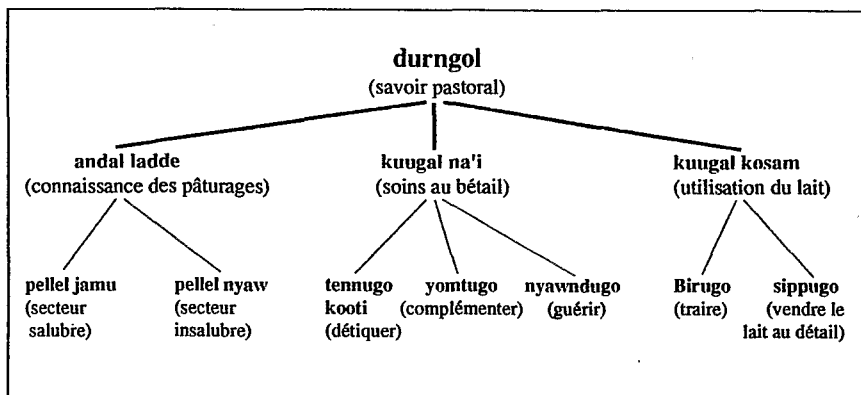 durngol
(savoir pastoral)
andal ladde
(connaissance des pâturages)
kuugal na'i
(soins au bétail)
kuugal kosam
(utilisation du lait)
pellel jamu
(secteur
salubre)
pellel nyaw
(secteur
insalubre)
tennugo
kooti
(détiquer)
yomtugo
(complémenter)
nyawndugo
(guérir)
Birugo
(traire)
sippugo
(vendre le
lait au détail)